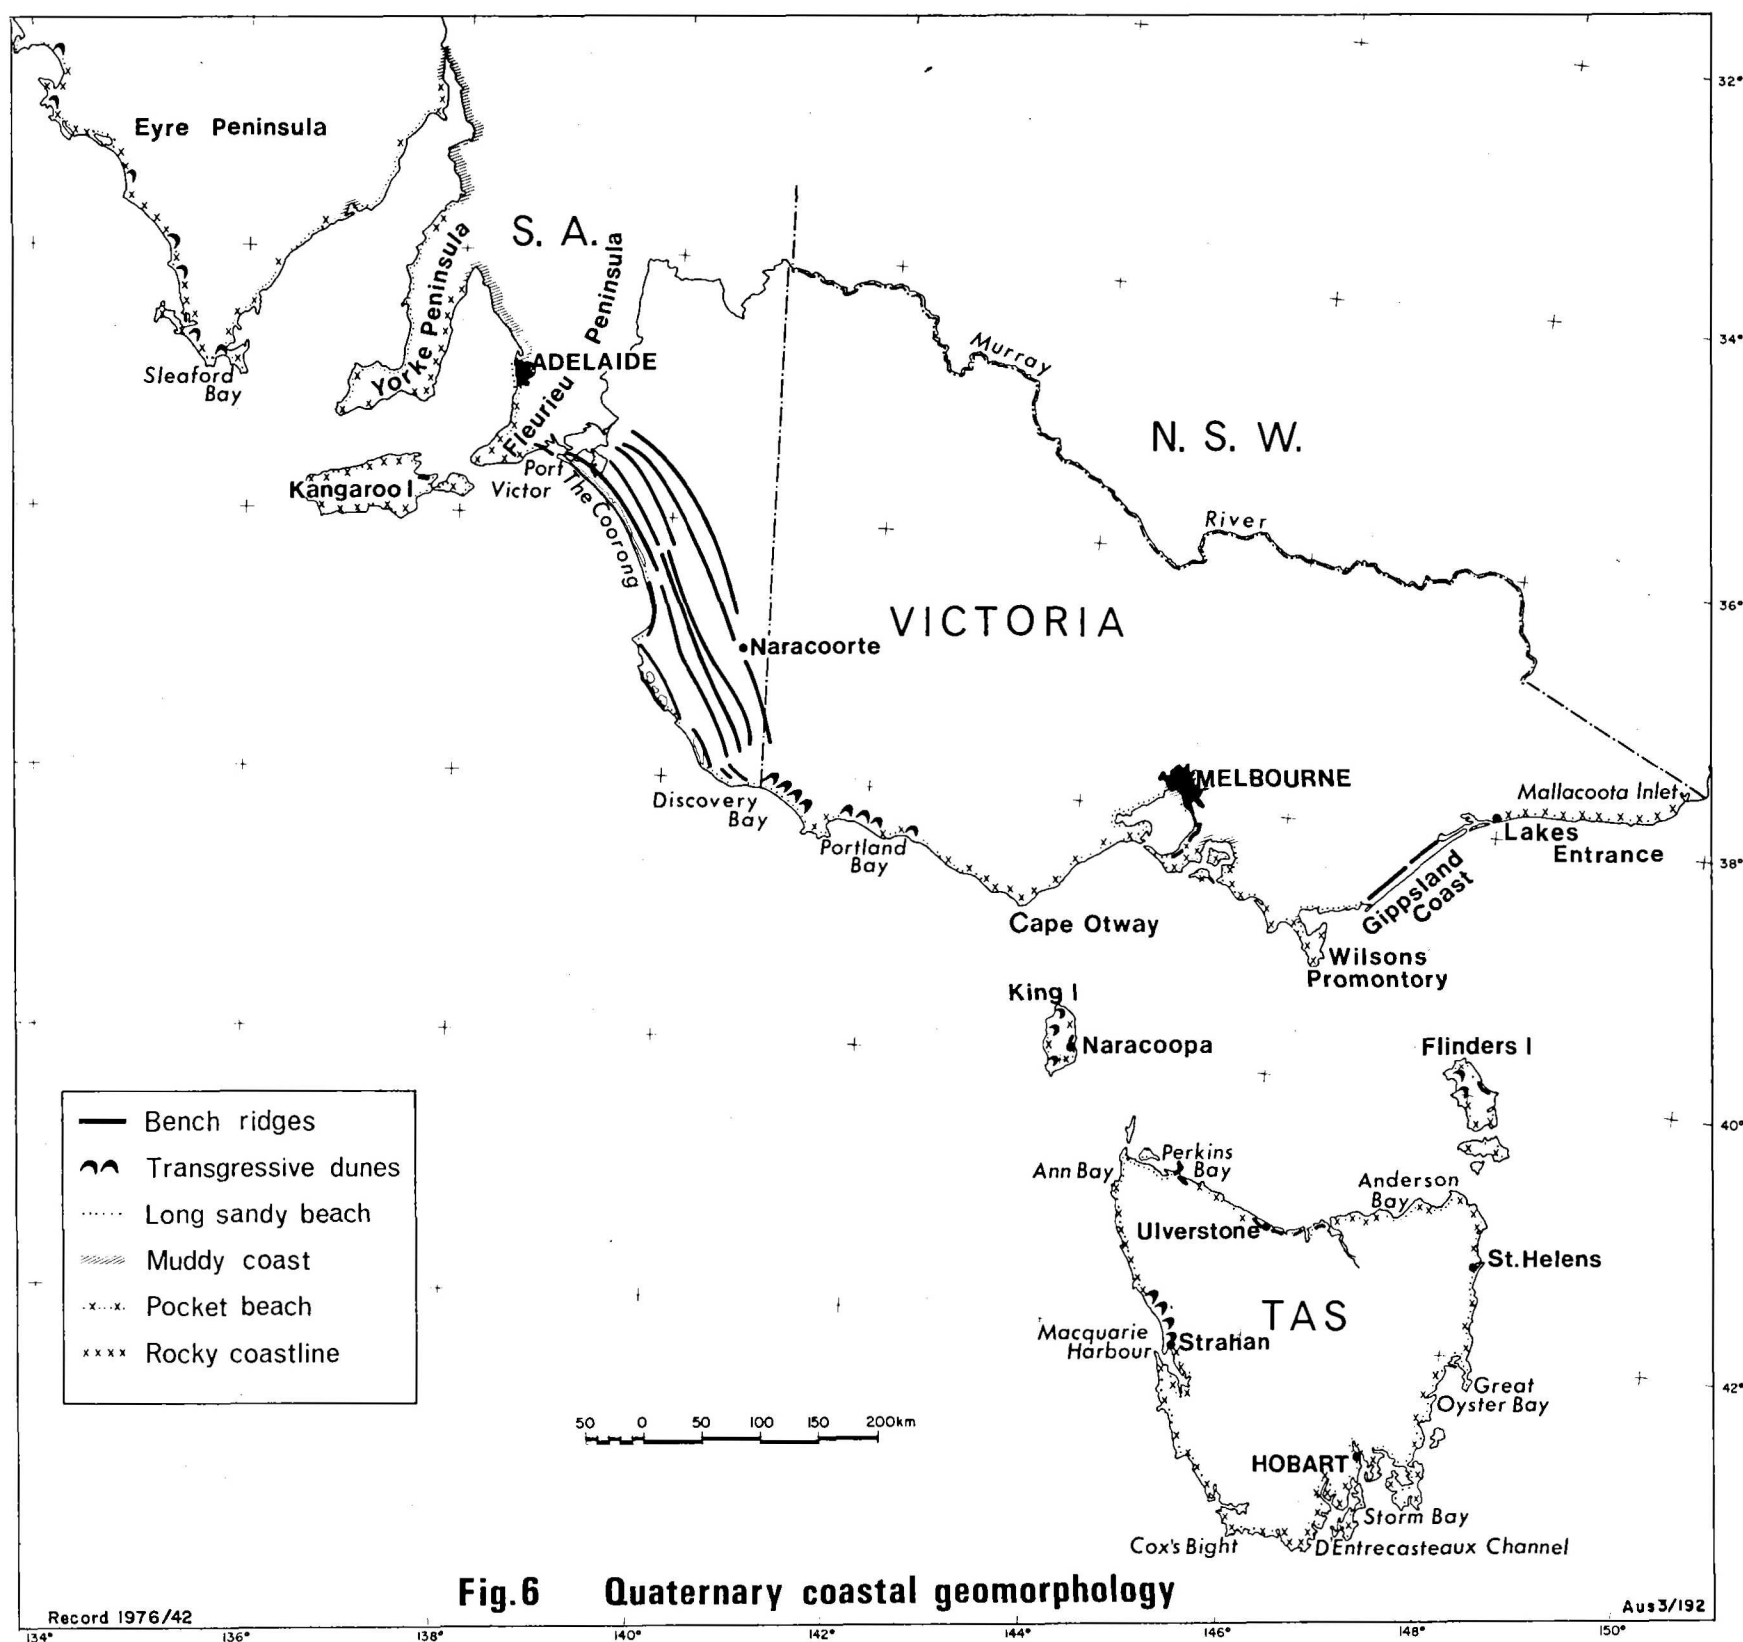 32°
Eyre Peninsula
S. A.
Yorke Peninsula
Fleurieu Peninsula
34°
Murray
ADELAIDE
Sleaford
Bay
N. S. W.
Port
Victor
Kangaroo I
The Coorong
River
36°
VICTORIA
Naracoorte
MELBOURNE
Mallacoota Inlet
Discovery
Bay
Lakes
Entrance
Portland
Bay
38°
Gippsland
Coast
Cape Otway
Wilsons
Promontory
King I
Naracoopa
Flinders I
Bench ridges
Transgressive dunes
Long sandy beach
Muddy coast
Pocket beach
Rocky coastline
40°
Perkins
Bay
Ann Bay
Anderson
Bay
Ulverstone
St. Helens
TAS
Macquarie
Harbour
Strahan
42°
Great
Oyster Bay
50 0 50 100 150 200km
HOBART
Storm Bay
Cox's Bight
DEntrecasteaux Channel
Fig.6 Quaternary coastal geomorphology
Record 1976/42
Aus3/192
134° 136° 138° 140° 142° 144° 146° 148° 150°